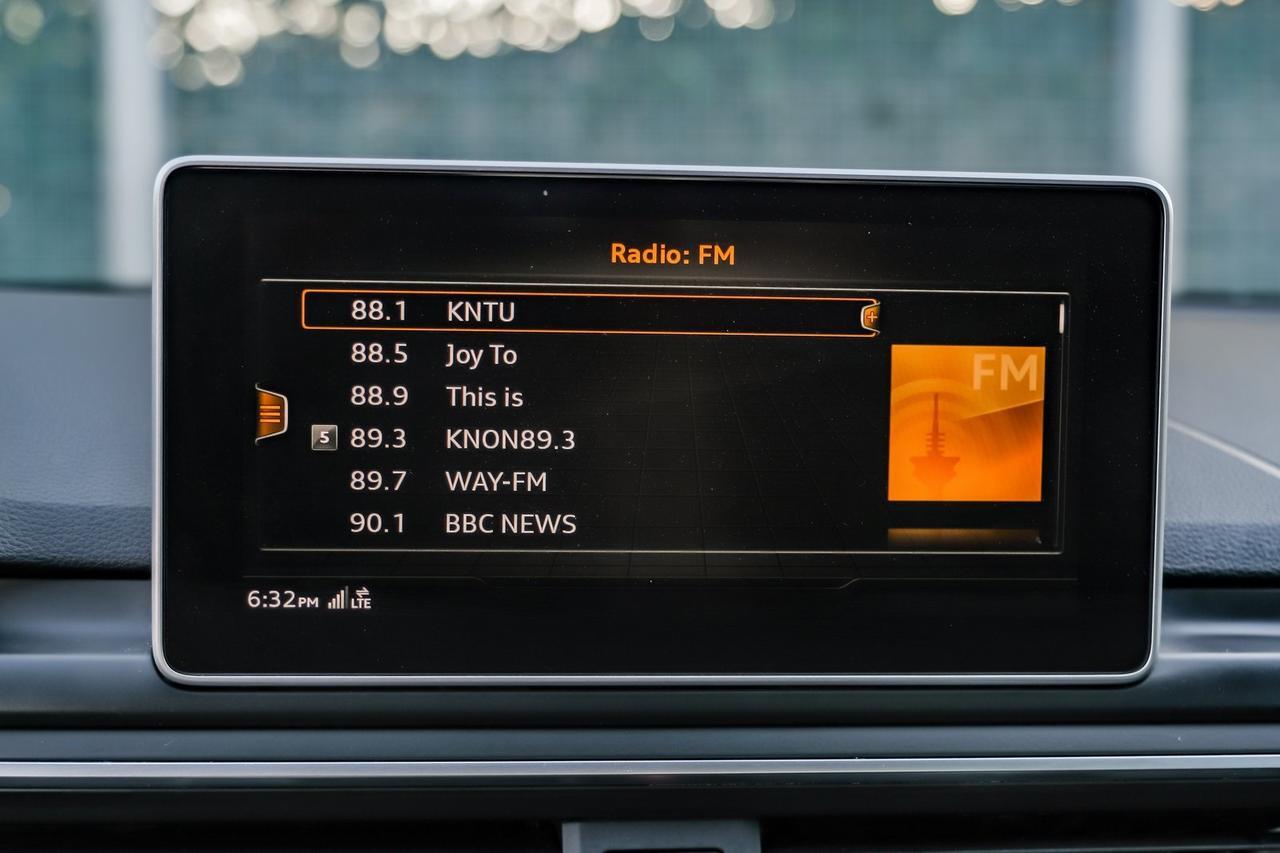 Radio: FM
88.1 KNTU
88.5 Joy To
88.9 This is
5 89.3 KNON89.3
89.7 WAY-FM
90.1 BBC NEWS
FM
6:32PM LTE